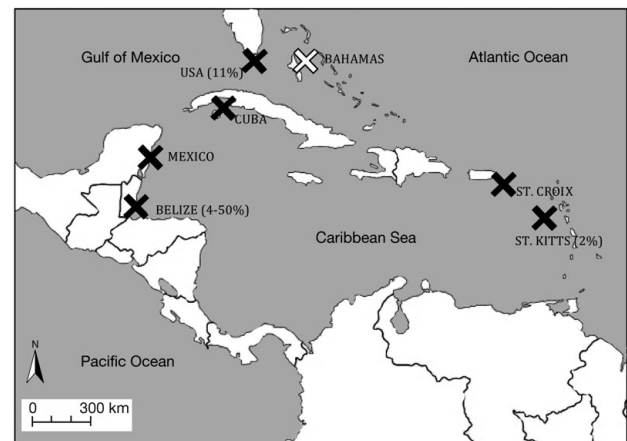 Gulf of Mexico
Atlantic Ocean
BAHAMAS
USA (11%)
CUBA
MEXICO
BELIZE (4-50%)
ST. CROIX
ST. KITTS (2%)
Caribbean Sea
Pacific Ocean
N
0 300 km